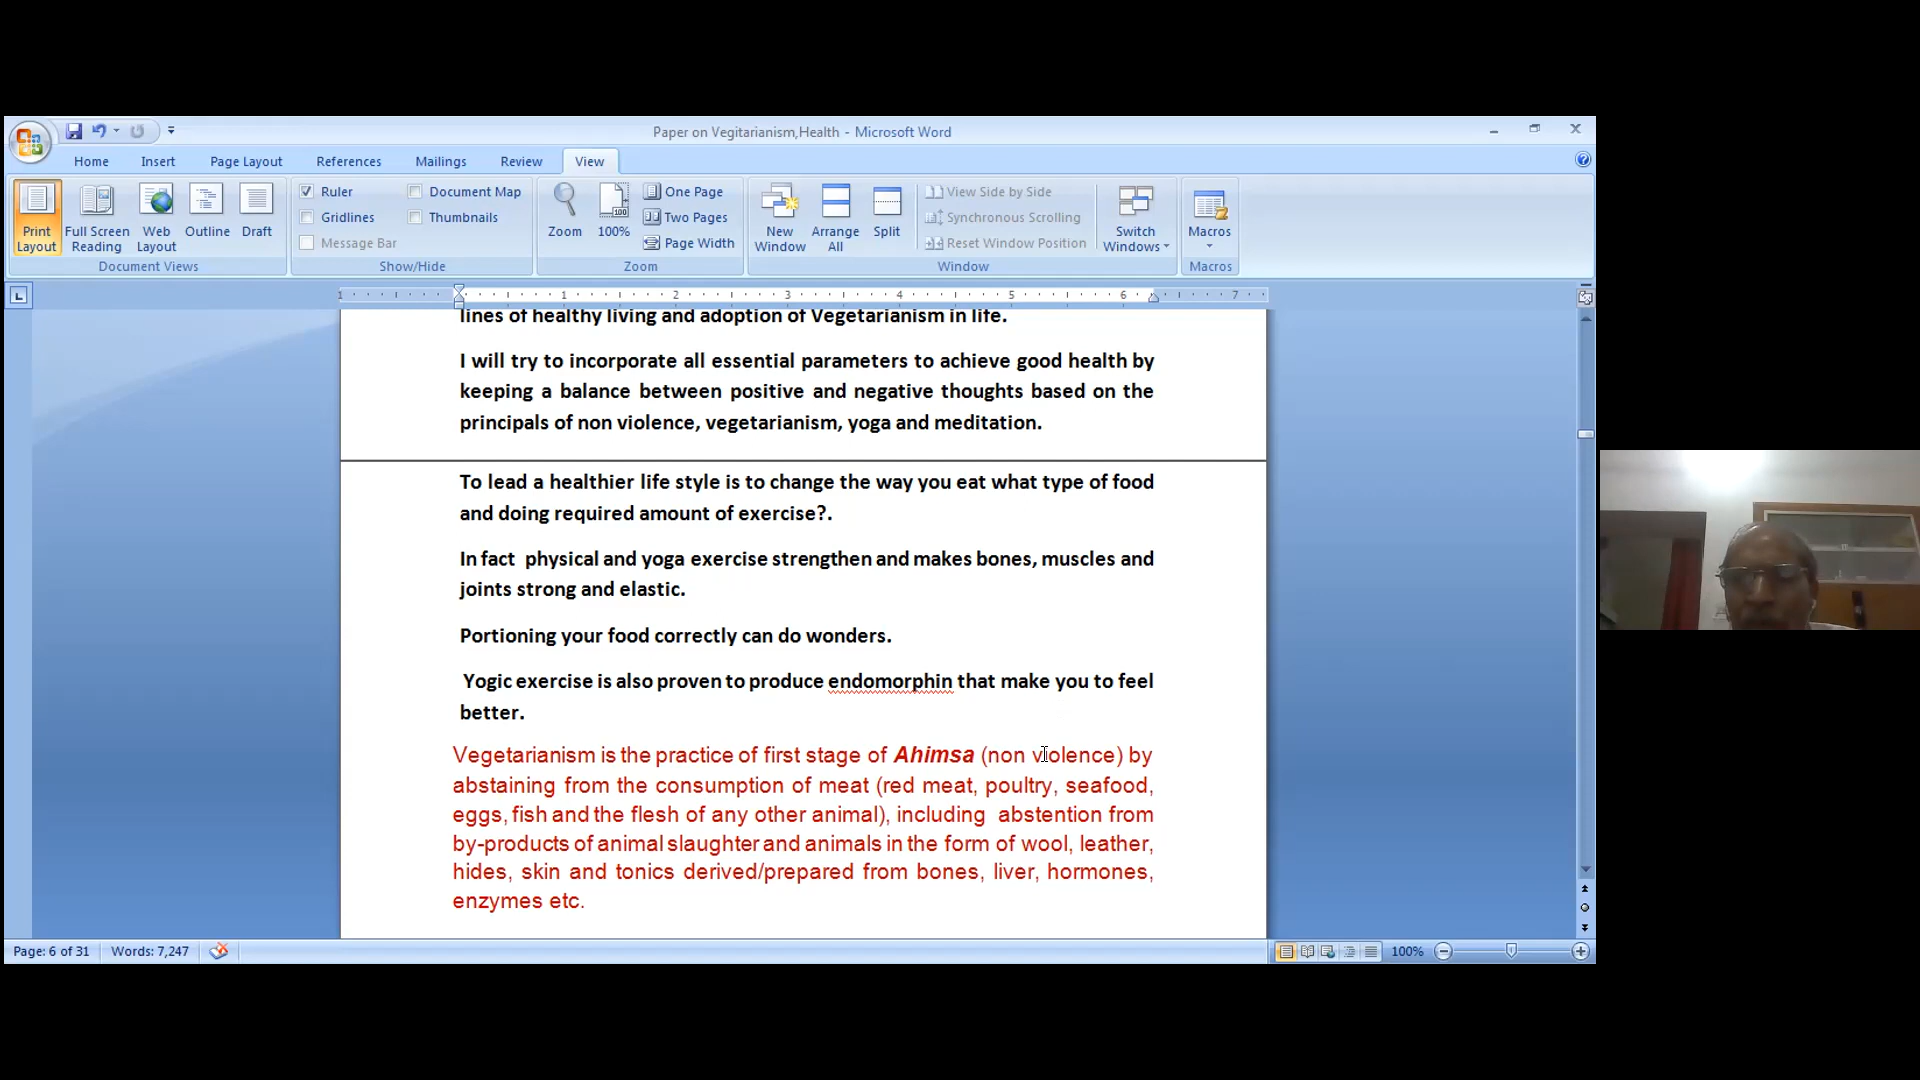 Paper on Vegitarianism,Health - Microsoft Word
Home Insert Page Layout References Mailings Review View
Print Layout
Full Screen Reading
Web Layout
Outline
Draft
Document Views
Ruler
Gridlines
Message Bar
Document Map
Thumbnails
Show/Hide
Zoom
100%
One Page
Two Pages
Page Width
Zoom
New Window
Arrange All
Split
View Side by Side
Synchronous Scrolling
Reset Window Position
Switch Windows
Window
Macros
Macros
1 1 2 3 4 5 6 7
lines of healthy living and adoption of Vegetarianism in life.
I will try to incorporate all essential parameters to achieve good health by
keeping a balance between positive and negative thoughts based on the
principals of non violence, vegetarianism, yoga and meditation.
To lead a healthier life style is to change the way you eat what type of food
and doing required amount of exercise?.
In fact physical and yoga exercise strengthen and makes bones, muscles and
joints strong and elastic.
Portioning your food correctly can do wonders.
Yogic exercise is also proven to produce endomorphin that make you to feel
better.
Vegetarianism is the practice of first stage of Ahimsa (non violence) by
abstaining from the consumption of meat (red meat, poultry, seafood,
eggs, fish and the flesh of any other animal), including abstention from
by-products of animal slaughter and animals in the form of wool, leather,
hides, skin and tonics derived/prepared from bones, liver, hormones,
enzymes etc.
Page: 6 of 31 Words: 7,247 100%